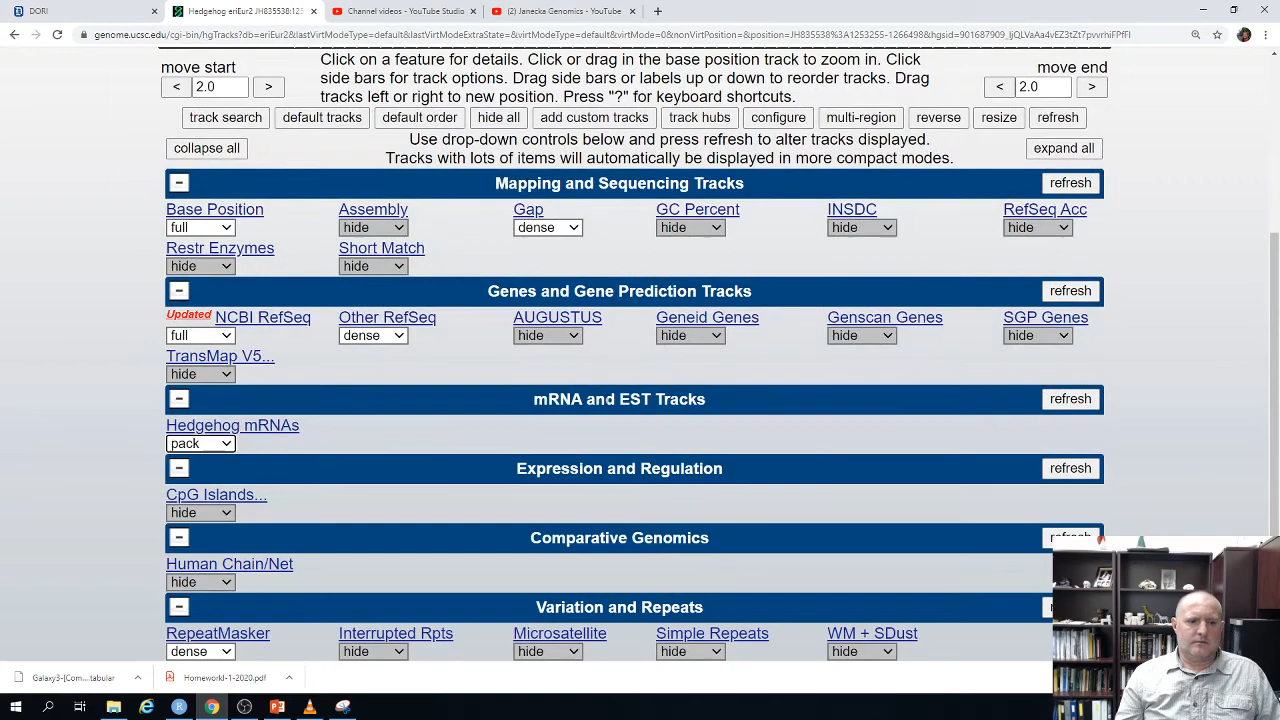 DORI
Hedgehog eriEur2 JH835538:123
Channel videos - YouTube Studio
(2) Janecka Genomics - YouTube
genome.ucsc.edu/cgi-bin/hgTracks?db=eriEur2&lastVirtModeType=default&lastVirtModeExtraState=&virtModeType=default&virtMode=0&nonVirtPosition=&position=JH835538%3A1253255-1266498&hgsid=901687909_ljQLVaAa4vEZ3tZt7pvvrhiFPfFI
move start
Click on a feature for details. Click or drag in the base position track to zoom in. Click
side bars for track options. Drag side bars or labels up or down to reorder tracks. Drag
tracks left or right to new position. Press "?" for keyboard shortcuts.
move end
< 2.0 >
< 2.0 >
track search default tracks default order hide all add custom tracks track hubs configure multi-region reverse resize refresh
collapse all
Use drop-down controls below and press refresh to alter tracks displayed.
Tracks with lots of items will automatically be displayed in more compact modes.
expand all
- Mapping and Sequencing Tracks refresh
Base Position Assembly Gap GC Percent INSDC RefSeq Acc
full hide dense hide hide hide
Restr Enzymes Short Match
hide hide
- Genes and Gene Prediction Tracks refresh
Updated NCBI RefSeq Other RefSeq AUGUSTUS Geneid Genes Genscan Genes SGP Genes
full dense hide hide hide hide
TransMap V5...
hide
- mRNA and EST Tracks refresh
Hedgehog mRNAs
pack
- Expression and Regulation refresh
CpG Islands...
hide
- Comparative Genomics
Human Chain/Net
hide
- Variation and Repeats
RepeatMasker Interrupted Rpts Microsatellite Simple Repeats WM + SDust
dense hide hide hide hide
Galaxy3-[Com....tabular
HomeworkI-1-2020.pdf